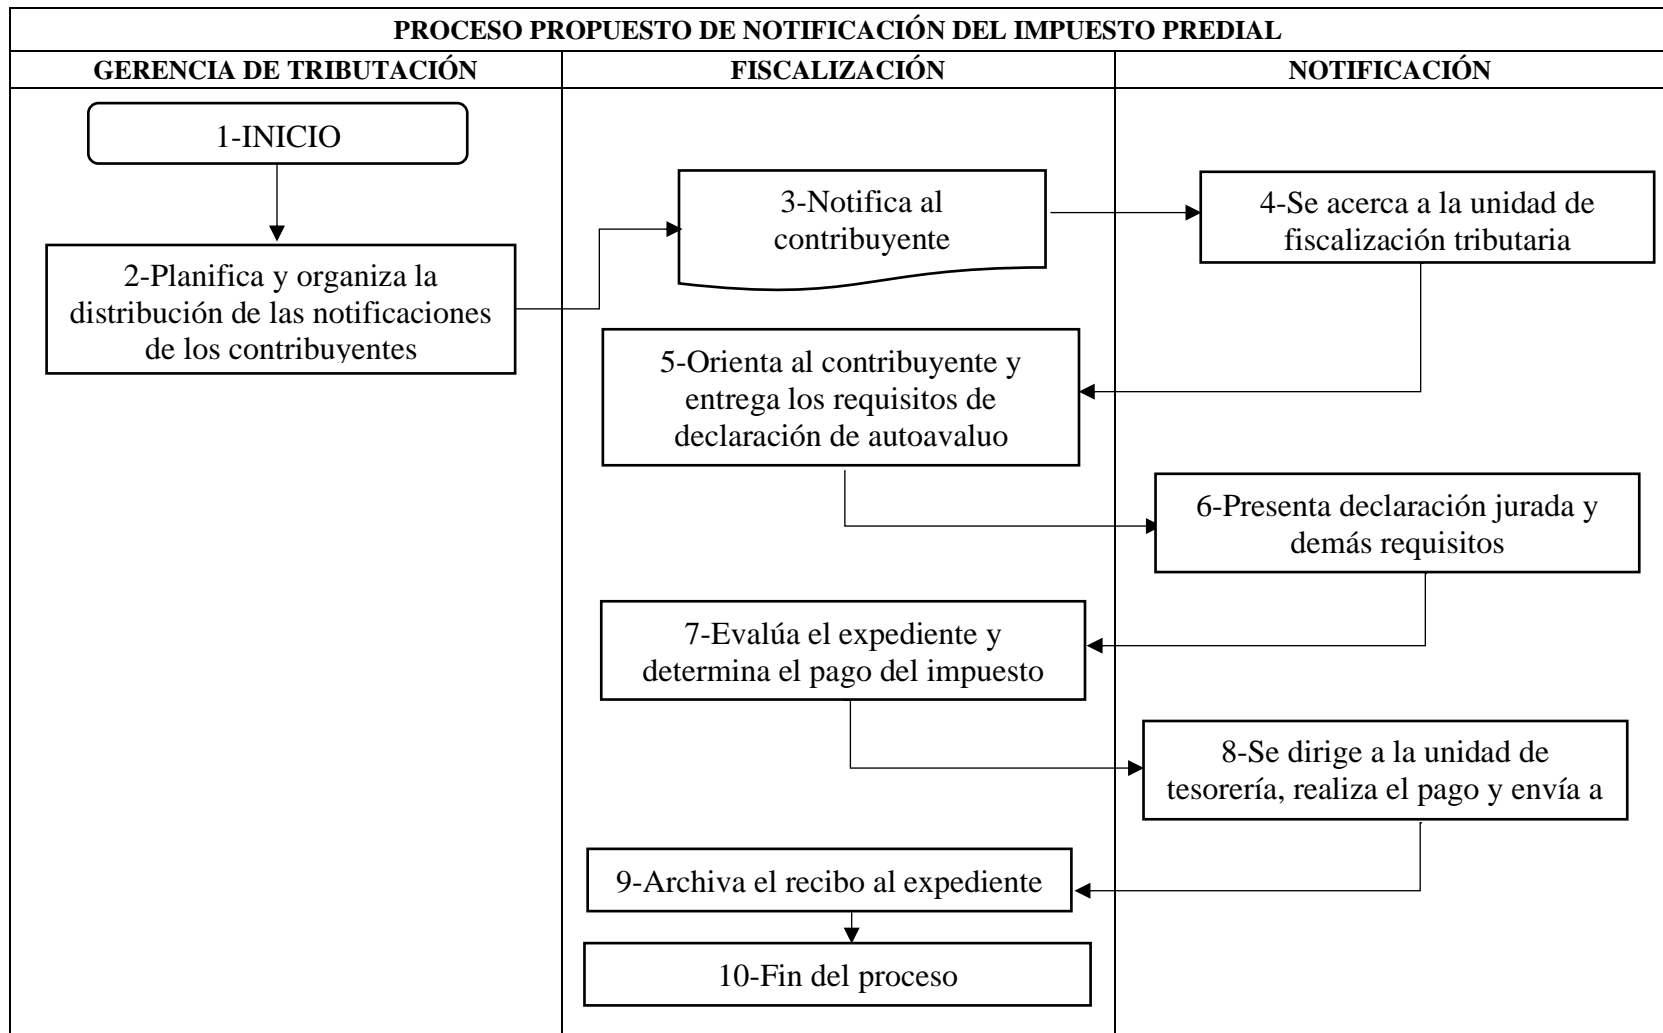 PROCESO PROPUESTO DE NOTIFICACIÓN DEL IMPUESTO PREDIAL
GERENCIA DE TRIBUTACIÓN
FISCALIZACIÓN
NOTIFICACIÓN
1-INICIO
2-Planifica y organiza la
distribución de las notificaciones
de los contribuyentes
3-Notifica al
contribuyente
4-Se acerca a la unidad de
fiscalización tributaria
5-Orienta al contribuyente y
entrega los requisitos de
declaración de autoavaluo
6-Presenta declaración jurada y
demás requisitos
7-Evalúa el expediente y
determina el pago del impuesto
8-Se dirige a la unidad de
tesorería, realiza el pago y envía a
9-Archiva el recibo al expediente
10-Fin del proceso